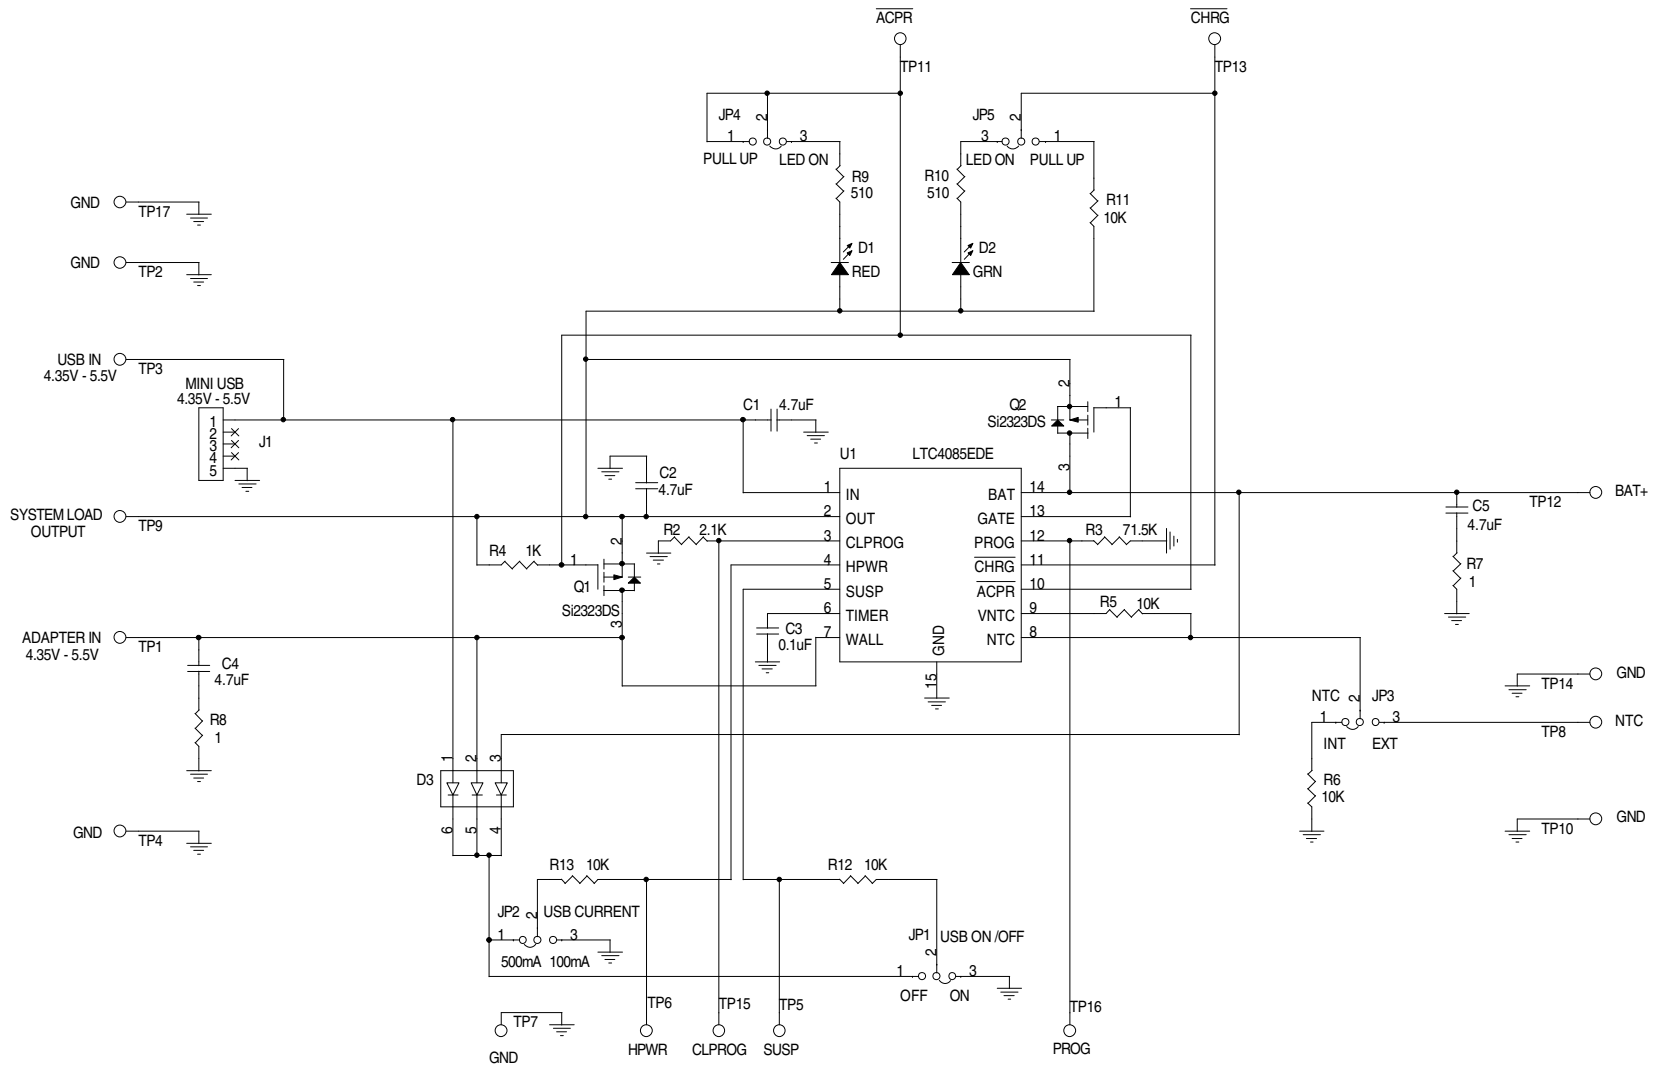 ACPR
CHRG
TP11
TP13
JP4
2
1
3
PULL UP
LED ON
JP5
2
3
1
LED ON
PULL UP
R9
510
R10
510
R11
10K
D1
RED
D2
GRN
GND
TP17
GND
TP2
USB IN
4.35V - 5.5V
TP3
MINI USB
4.35V - 5.5V
1
2
3
4
5
J1
C1
4.7uF
Q2
Si2323DS
2
1
3
C2
4.7uF
U1
LTC4085EDE
SYSTEM LOAD
OUTPUT
TP9
R4
1K
1
2
3
Q1
Si2323DS
R2
2.1K
C3
0.1uF
1
IN
2
OUT
3
CLPROG
4
HPWR
5
SUSP
6
TIMER
7
WALL
GND
15
14
BAT
13
GATE
12
PROG
11
CHRG
10
ACPR
9
VNTC
8
NTC
R3
71.5K
R5
10K
BAT+
TP12
C5
4.7uF
R7
1
ADAPTER IN
4.35V - 5.5V
TP1
C4
4.7uF
R8
1
GND
TP14
NTC
TP8
NTC
2
JP3
1
3
INT
EXT
R6
10K
GND
TP10
D3
1
2
3
6
5
4
GND
TP4
R13
10K
JP2
2
USB CURRENT
1
3
500mA
100mA
R12
10K
JP1
USB ON /OFF
2
1
3
OFF
ON
TP7
GND
TP6
HPWR
TP15
CLPROG
TP5
SUSP
TP16
PROG